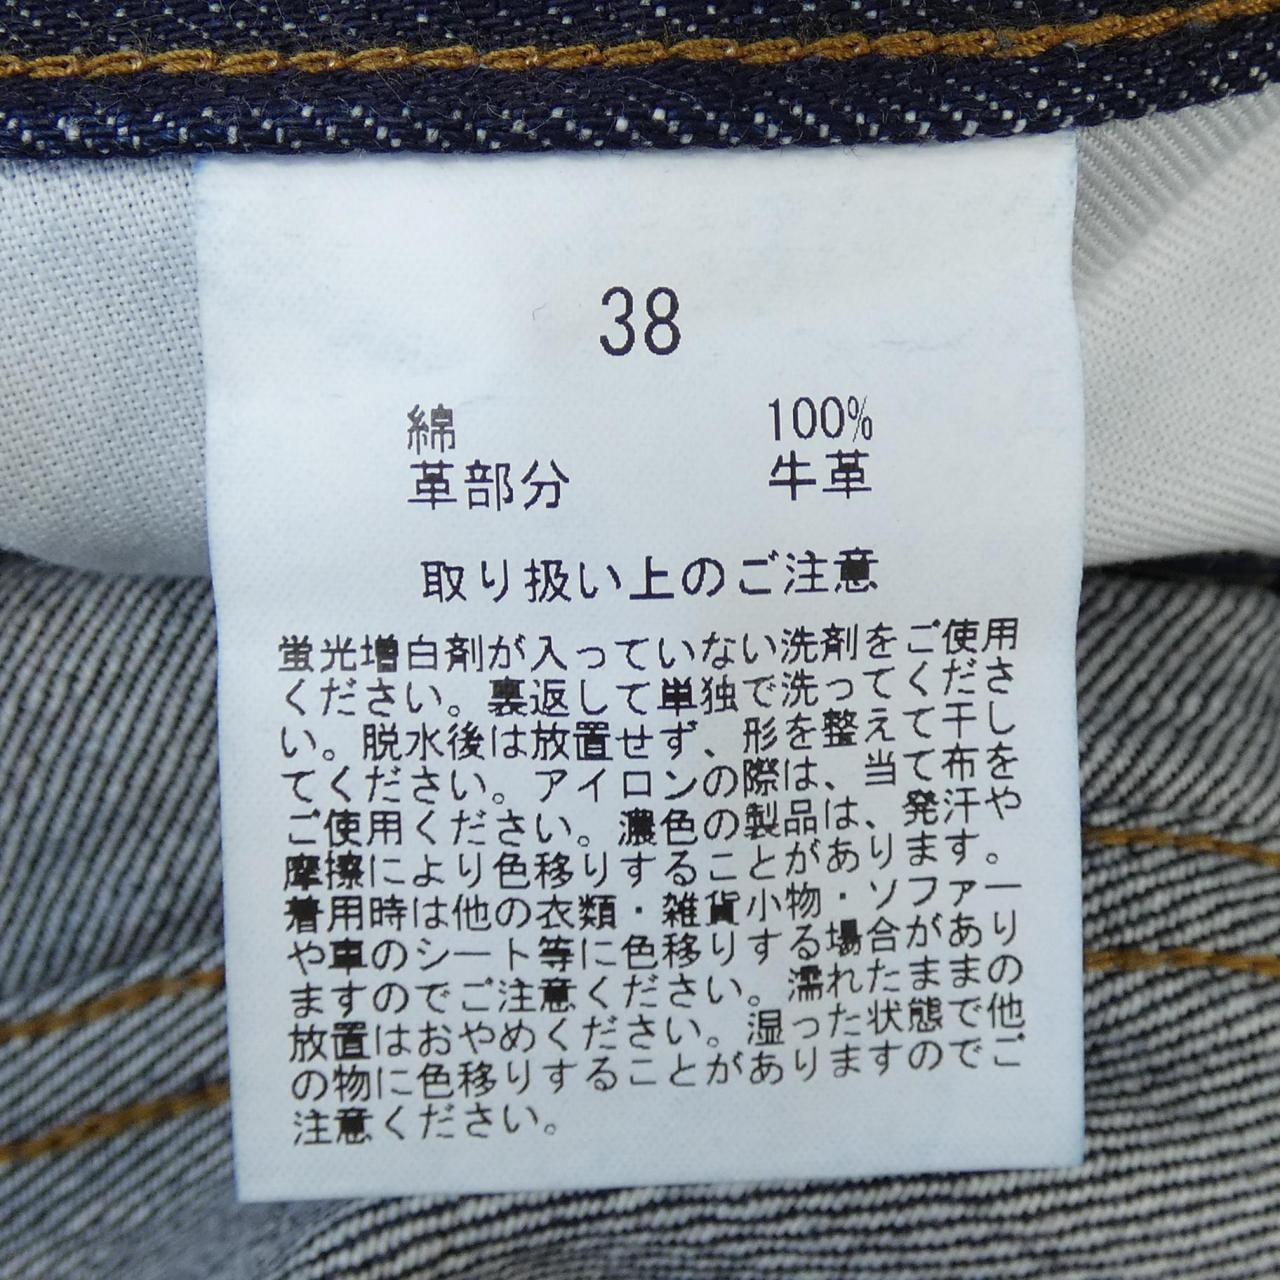 38
綿 100%
革部分 牛革
取り扱い上のご注意
蛍光増白剤が入っていない洗剤をご使用
ください。裏返して単独で洗ってくださ
い。脱水後は放置せず、形を整えて干し
てください。アイロンの際は、当て布を
ご使用ください。濃色の製品は、発汗や
摩擦により色移りすることがあります。
着用時は他の衣類・雑貨小物・ソファー
や車のシート等に色移りする場合があり
ますのでご注意ください。濡れたままの
放置はおやめください。湿った状態で他
の物に色移りすることがありますのでご
注意ください。